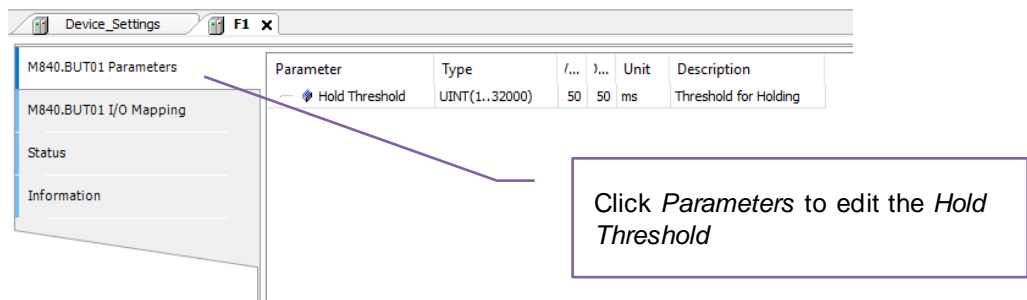 Device_Settings F1
M840.BUT01 Parameters
M840.BUT01 I/O Mapping
Status
Information
Parameter Type Unit Description
Hold Threshold UINT(1..32000) 50 50 ms Threshold for Holding
Click Parameters to edit the Hold
Threshold